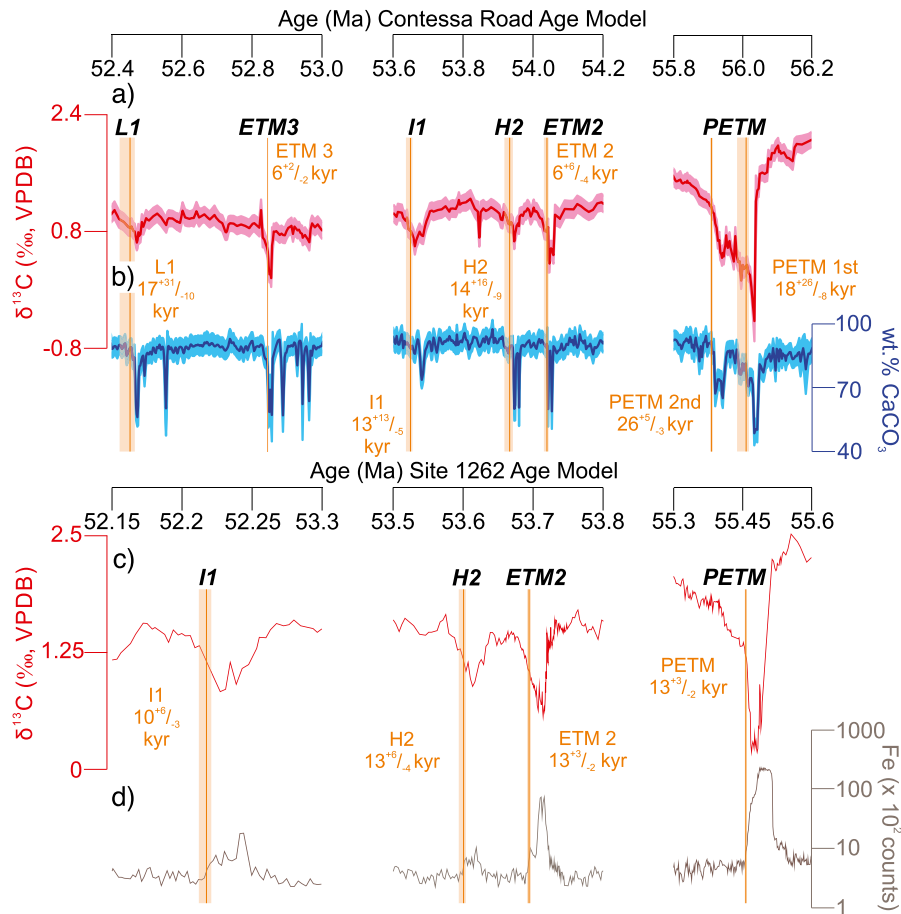 Age (Ma) Contessa Road Age Model
52.4 52.6 52.8 53.0 53.6 53.8 54.0 54.2 55.8 56.0 56.2
a)
2.4
L1 ETM3 I1 H2 ETM2 PETM
ETM 3
6+2/-2 kyr
ETM 2
6+6/-4 kyr
δ13C (‰, VPDB)
0.8
b)
L1
17+31/-10
kyr
H2
14+16/-9
kyr
PETM 1st
18+26/-8 kyr
-0.8
100
70
40
wt.% CaCO3
I1
13+13/-5
kyr
PETM 2nd
26+5/-3 kyr
Age (Ma) Site 1262 Age Model
52.15 52.2 52.25 53.3 53.5 53.6 53.7 53.8 55.3 55.45 55.6
2.5
c)
I1 H2 ETM2 PETM
δ13C (‰, VPDB)
1.25
I1
10+6/-3
kyr
PETM
13+3/-2 kyr
H2
13+6/-4 kyr
ETM 2
13+3/-2 kyr
0
d)
1000
100
10
1
Fe (x 102 counts)